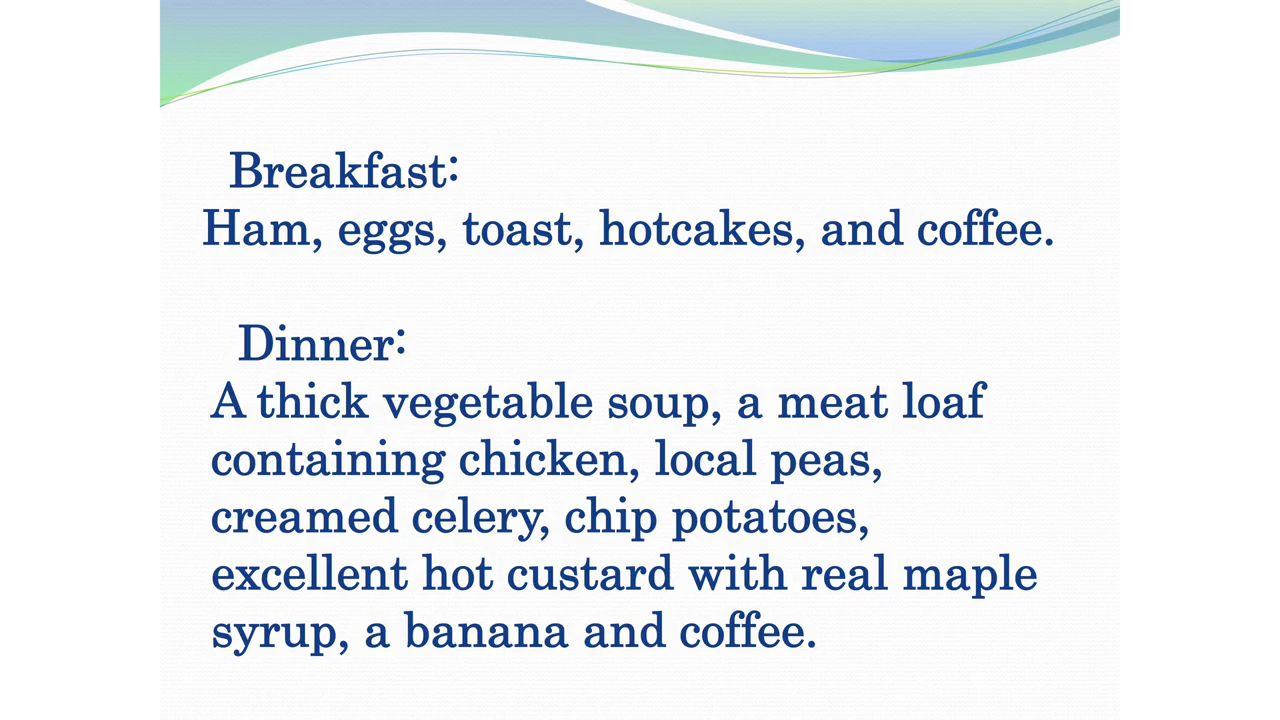 Breakfast:
Ham, eggs, toast, hotcakes, and coffee.
Dinner:
A thick vegetable soup, a meat loaf
containing chicken, local peas,
creamed celery, chip potatoes,
excellent hot custard with real maple
syrup, a banana and coffee.